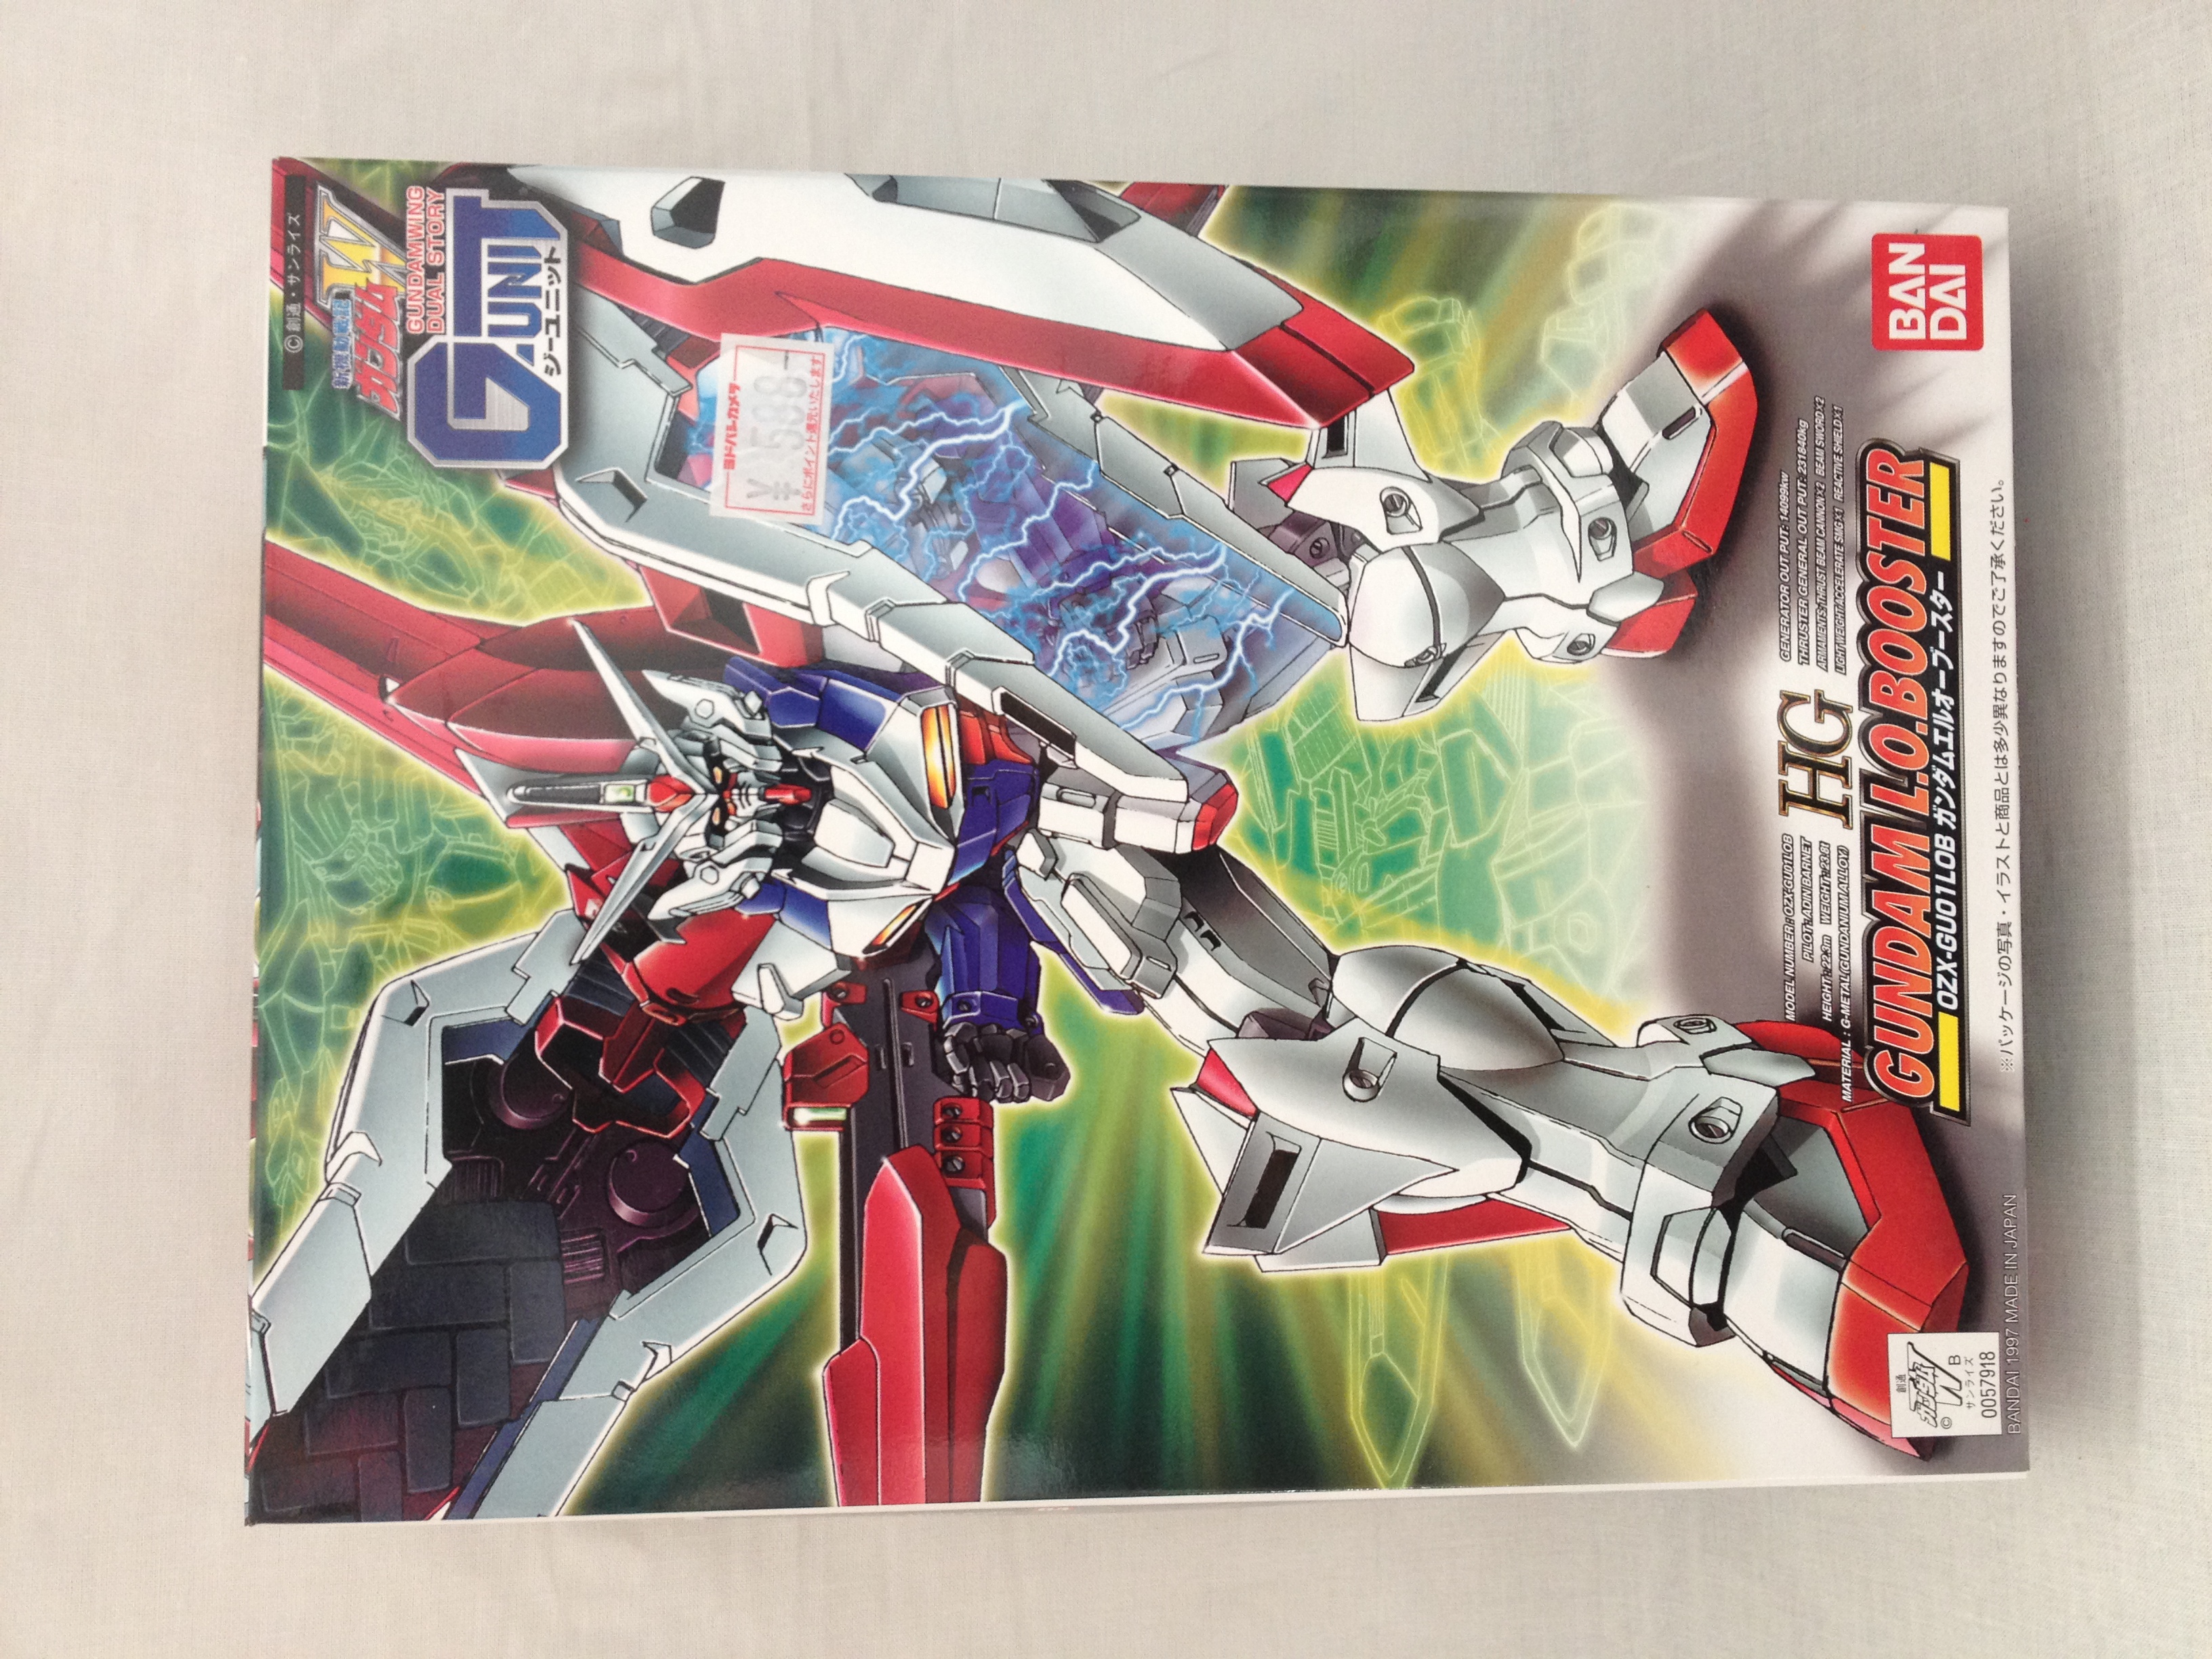 ©創通・サンライズ
新機動戦記
ガンダムW
GUNDAM WING
DUAL STORY
G-UNIT
ジーユニット
ヨドバシカメラ
¥ 588-
さらにポイント還元いたします
MODEL NUMBER : OZX-GU01LOB
PILOT : ADIN BARNET
HEIGHT : 22.3m WEIGHT : 23.8t
MATERIAL : G-METAL (GUNDANIUM ALLOY)
HG
GENERATOR OUT PUT: 14099kw
THRUSTER GENERAL OUT PUT: 231840kg
ARMAMENTS: THRUST BEAM CANNON×2 BEAM SWORD×2
LIGHT WEIGHT ACCELERATE SMG×1 REACTIVE SHIELD×1
GUNDAM L.O.BOOSTER
OZX-GU01LOB ガンダムエルオーブースター
BAN
DAI
創通
ガンダム
W
© B
サンライズ
0057918
BANDAI 1997 MADE IN JAPAN
※パッケージの写真・イラストと商品とは多少異なりますのでご了承ください。